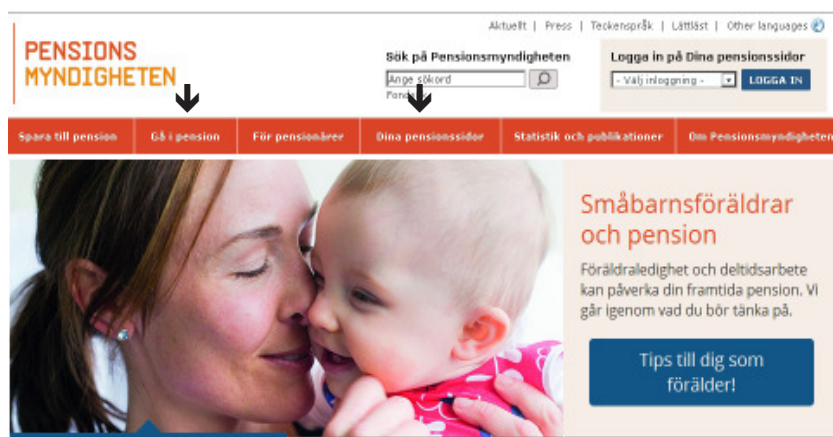 Aktuellt | Press | Teckenspråk | Lättläst | Other languages
PENSIONS
MYNDIGHETEN
Sök på Pensionsmyndigheten
Ange sökord
Logga in på Dina pensionssidor
- Välj inloggning -
LOGGA IN
Spara till pension
Gå i pension
För pensionärer
Dina pensionssidor
Statistik och publikationer
Om Pensionsmyndigheten
Småbarnsföräldrar
och pension
Föräldraledighet och deltidsarbete
kan påverka din framtida pension. Vi
går igenom vad du bör tänka på.
Tips till dig som
förälder!